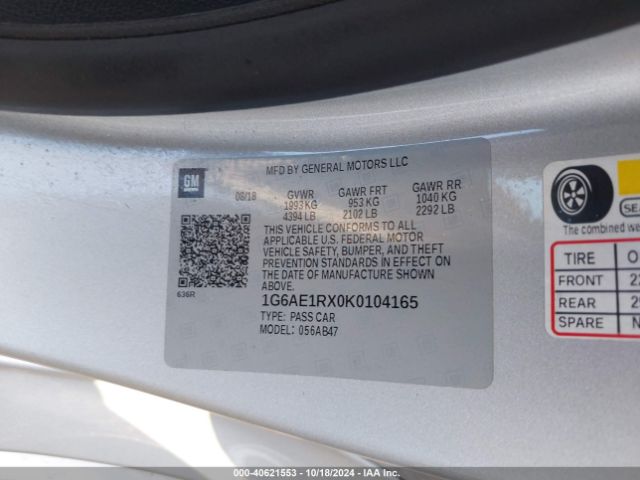 MFD BY GENERAL MOTORS LLC
GM
08/18 GVWR GAWR FRT GAWR RR
1993 KG 953 KG 1040 KG
4394 LB 2102 LB 2292 LB
THIS VEHICLE CONFORMS TO ALL
APPLICABLE U.S. FEDERAL MOTOR
VEHICLE SAFETY, BUMPER, AND THEFT
PREVENTION STANDARDS IN EFFECT ON
THE DATE OF MANUFACTURE SHOWN
ABOVE.
636R
1G6AE1RX0K0104165
TYPE: PASS CAR
MODEL: 056AB47
The combined
TIRE
FRONT
REAR
SPARE
000-40621553 - 10/18/2024 - IAA Inc.